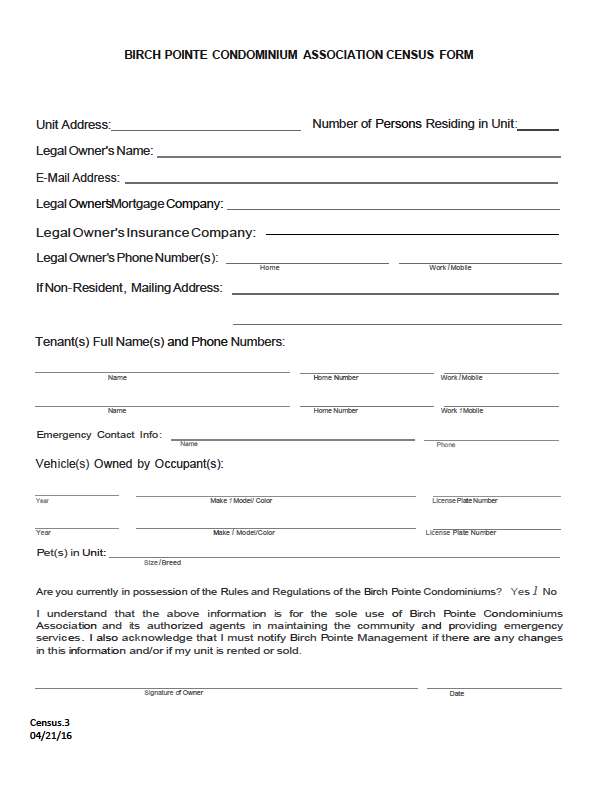 BIRCH POINTE CONDOMINIUM ASSOCIATION CENSUS FORM
Unit Address: Number of Persons Residing in Unit:
Legal Owner's Name:
E-Mail Address:
Legal Owner's Mortgage Company:
Legal Owner's Insurance Company:
Legal Owner's Phone Number(s):
Home Work / Mobile
If Non-Resident, Mailing Address:
Tenant(s) Full Name(s) and Phone Numbers:
Name Home Number Work / Mobile
Name Home Number Work / Mobile
Emergency Contact Info:
Name Phone
Vehicle(s) Owned by Occupant(s):
Year Make / Model/ Color License Plate Number
Year Make / Model/Color License Plate Number
Pet(s) in Unit:
Size/Breed
Are you currently in possession of the Rules and Regulations of the Birch Pointe Condominiums? Yes / No
I understand that the above information is for the sole use of Birch Pointe Condominiums
Association and its authorized agents in maintaining the community and providing emergency
services. I also acknowledge that I must notify Birch Pointe Management if there are any changes
in this information and/or if my unit is rented or sold.
Signature of Owner Date
Census.3
04/21/16